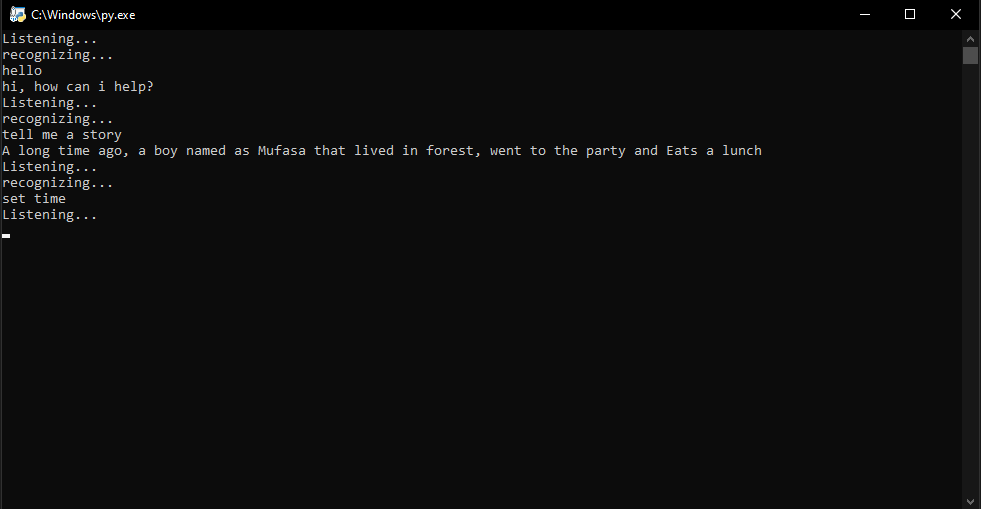 C:\Windows\py.exe
Listening...
recognizing...
hello
hi, how can i help?
Listening...
recognizing...
tell me a story
A long time ago, a boy named as Mufasa that lived in forest, went to the party and Eats a lunch
Listening...
recognizing...
set time
Listening...